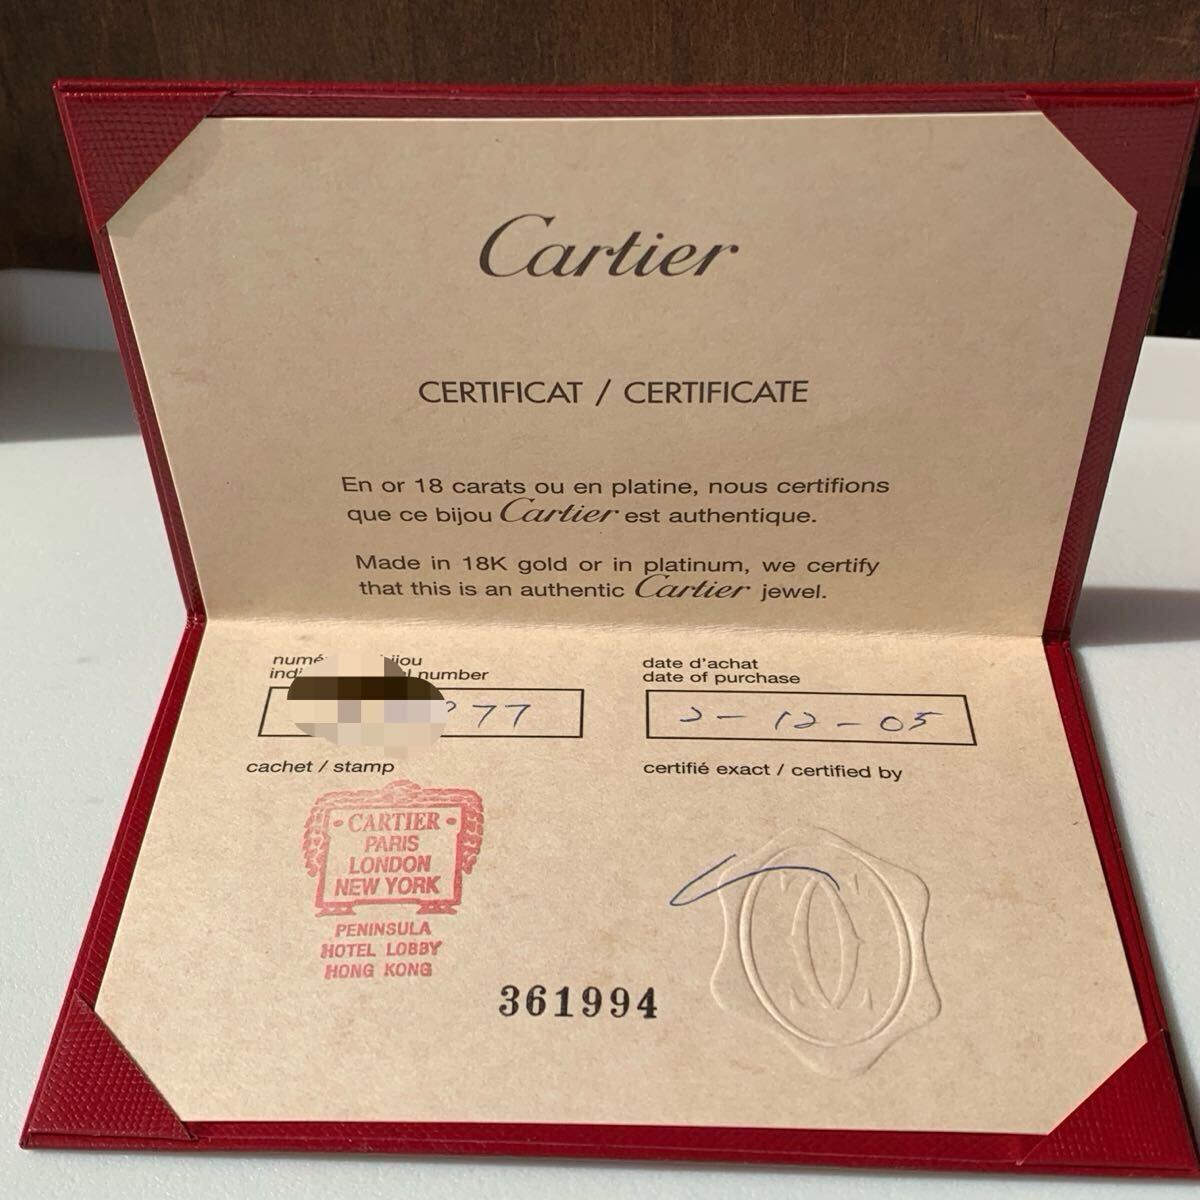 Cartier
CERTIFICAT / CERTIFICATE
En or 18 carats ou en platine, nous certifions
que ce bijou Cartier est authentique.
Made in 18K gold or in platinum, we certify
that this is an authentic Cartier jewel.
bijou
number
77
date d'achat
date of purchase
2-12-05
cachet / stamp
certifié exact / certified by
• CARTIER •
PARIS
LONDON
NEW YORK
PENINSULA
HOTEL LOBBY
HONG KONG
361994